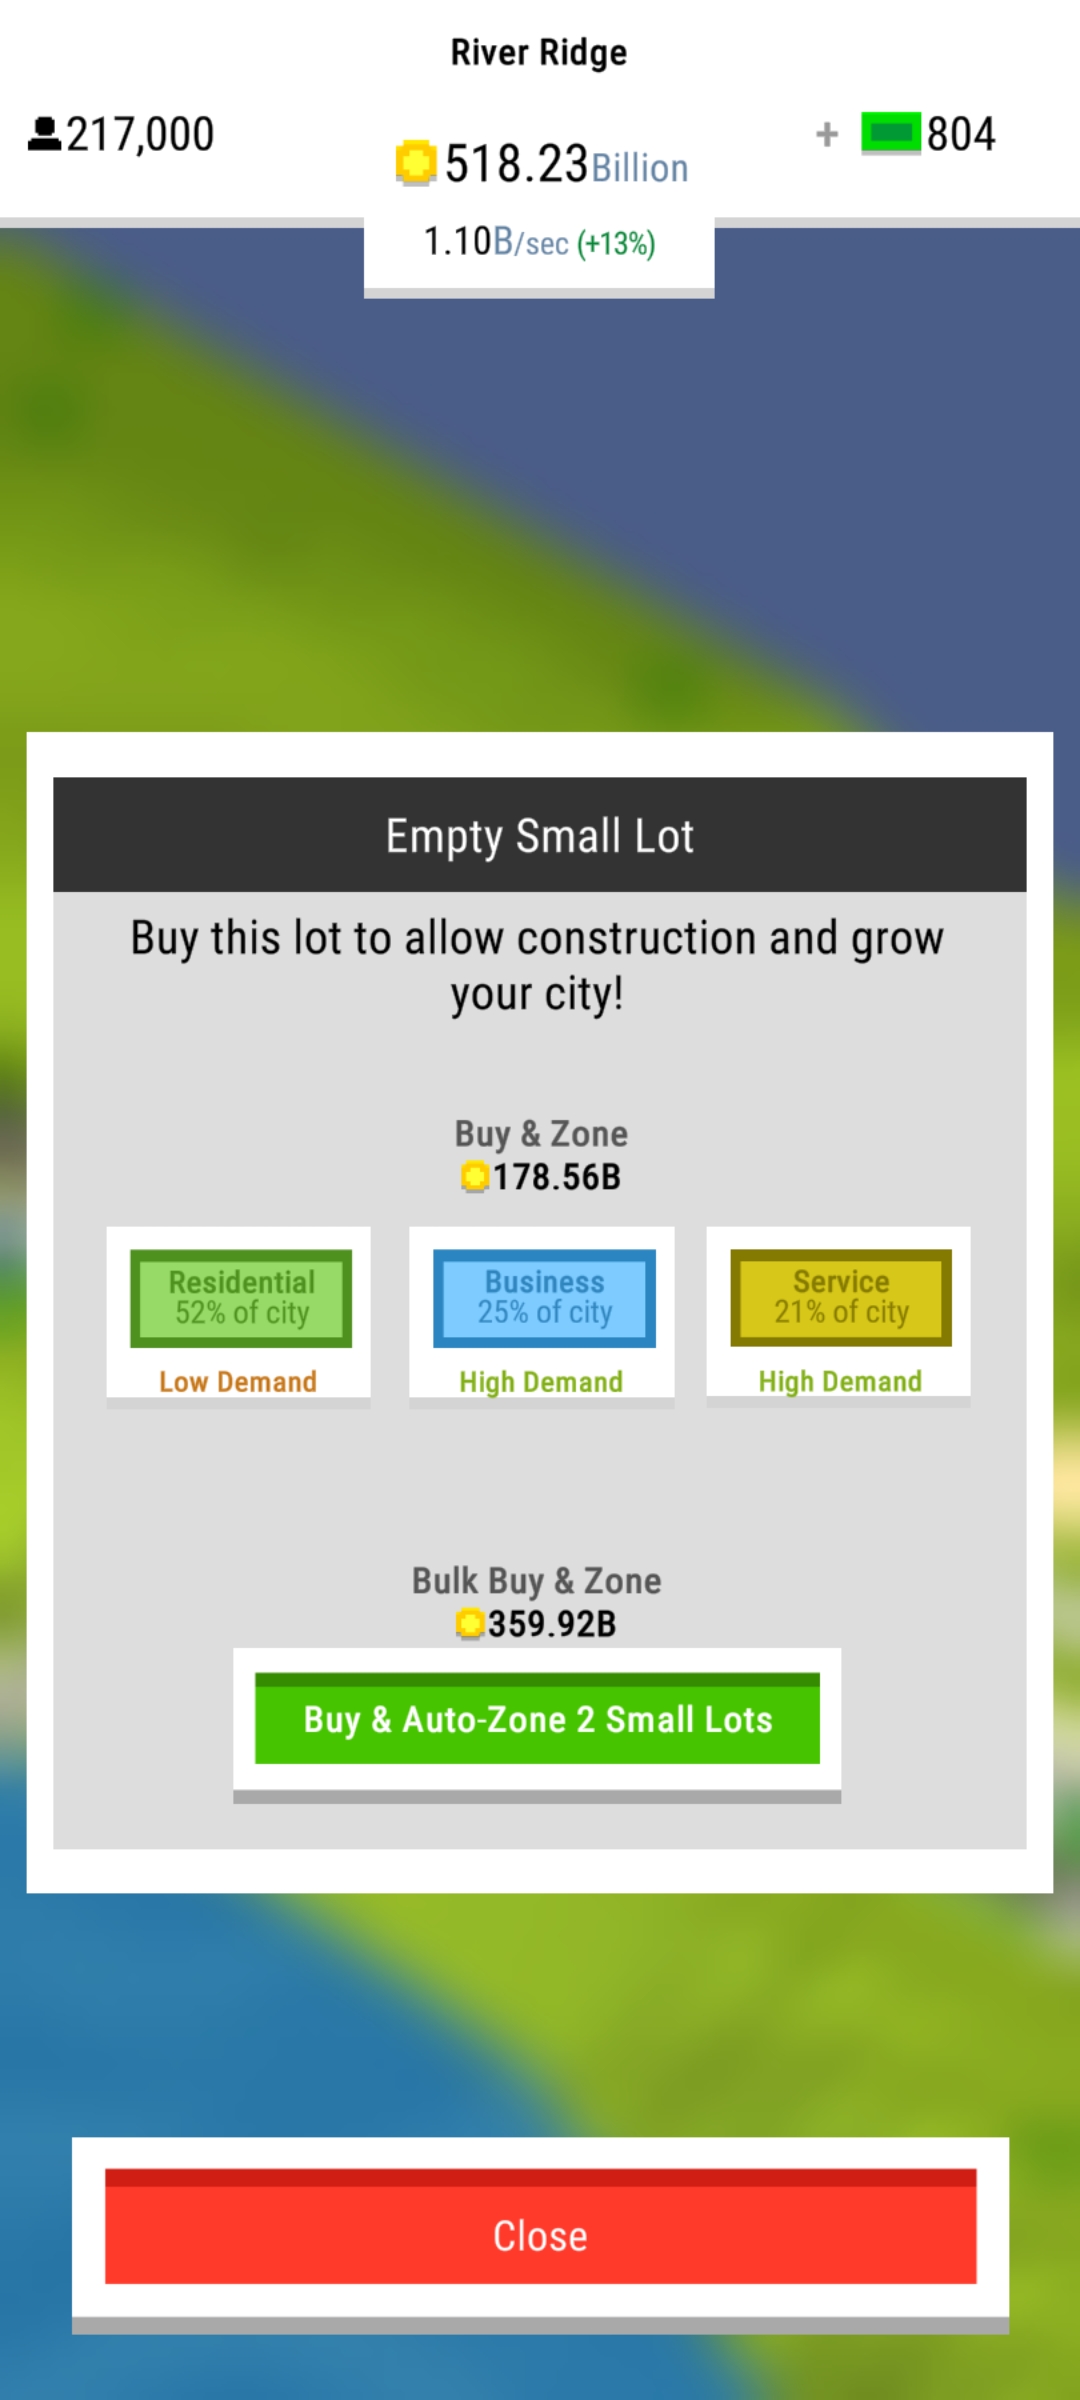 River Ridge
217,000
518.23Billion
+ 804
1.10B/sec (+13%)
Empty Small Lot
Buy this lot to allow construction and grow
your city!
Buy & Zone
178.56B
Residential
52% of city
Low Demand
Business
25% of city
High Demand
Service
21% of city
High Demand
Bulk Buy & Zone
359.92B
Buy & Auto-Zone 2 Small Lots
Close